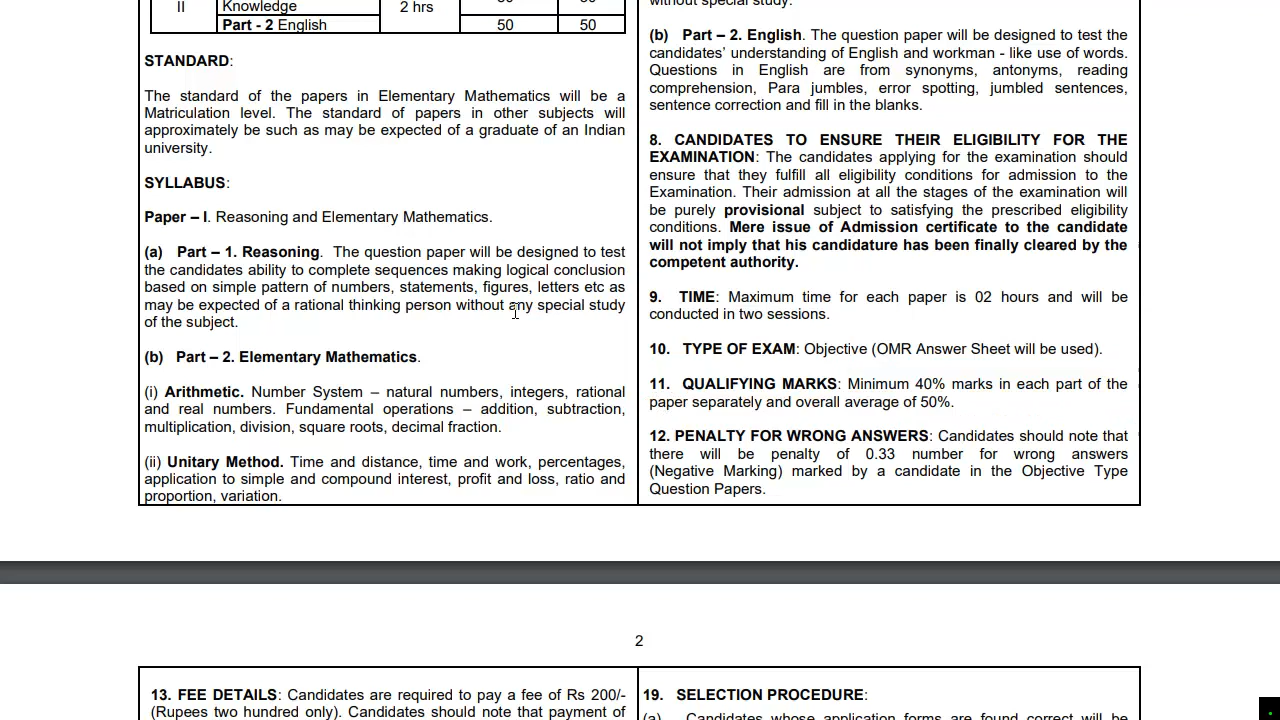 II
Knowledge
2 hrs
Part - 2 English
50
50
STANDARD:
The standard of the papers in Elementary Mathematics will be a
Matriculation level. The standard of papers in other subjects will
approximately be such as may be expected of a graduate of an Indian
university.
SYLLABUS:
Paper – I. Reasoning and Elementary Mathematics.
(a) Part – 1. Reasoning. The question paper will be designed to test
the candidates ability to complete sequences making logical conclusion
based on simple pattern of numbers, statements, figures, letters etc as
may be expected of a rational thinking person without any special study
of the subject.
(b) Part – 2. Elementary Mathematics.
(i) Arithmetic. Number System – natural numbers, integers, rational
and real numbers. Fundamental operations – addition, subtraction,
multiplication, division, square roots, decimal fraction.
(ii) Unitary Method. Time and distance, time and work, percentages,
application to simple and compound interest, profit and loss, ratio and
proportion, variation.
without special study.
(b) Part – 2. English. The question paper will be designed to test the
candidates' understanding of English and workman - like use of words.
Questions in English are from synonyms, antonyms, reading
comprehension, Para jumbles, error spotting, jumbled sentences,
sentence correction and fill in the blanks.
8. CANDIDATES TO ENSURE THEIR ELIGIBILITY FOR THE
EXAMINATION: The candidates applying for the examination should
ensure that they fulfill all eligibility conditions for admission to the
Examination. Their admission at all the stages of the examination will
be purely provisional subject to satisfying the prescribed eligibility
conditions. Mere issue of Admission certificate to the candidate
will not imply that his candidature has been finally cleared by the
competent authority.
9. TIME: Maximum time for each paper is 02 hours and will be
conducted in two sessions.
10. TYPE OF EXAM: Objective (OMR Answer Sheet will be used).
11. QUALIFYING MARKS: Minimum 40% marks in each part of the
paper separately and overall average of 50%.
12. PENALTY FOR WRONG ANSWERS: Candidates should note that
there will be penalty of 0.33 number for wrong answers
(Negative Marking) marked by a candidate in the Objective Type
Question Papers.
2
13. FEE DETAILS: Candidates are required to pay a fee of Rs 200/-
(Rupees two hundred only). Candidates should note that payment of
19. SELECTION PROCEDURE:
(a) Candidates whose application forms are found correct will be